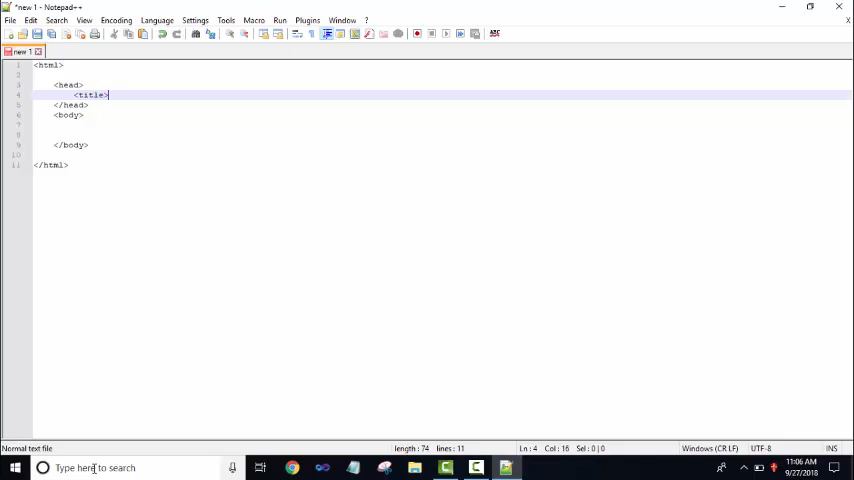 *new 1 - Notepad++
File Edit Search View Encoding Language Settings Tools Macro Run Plugins Window ?
X
ABC
new 1
1 <html>
2
3 <head>
4 <title>
5 </head>
6 <body>
7
8
9 </body>
10
11 </html>
Normal text file length : 74 lines : 11 Ln : 4 Col : 16 Sel : 0 | 0 Windows (CR LF) UTF-8 INS
Type here to search
11:06 AM
9/27/2018